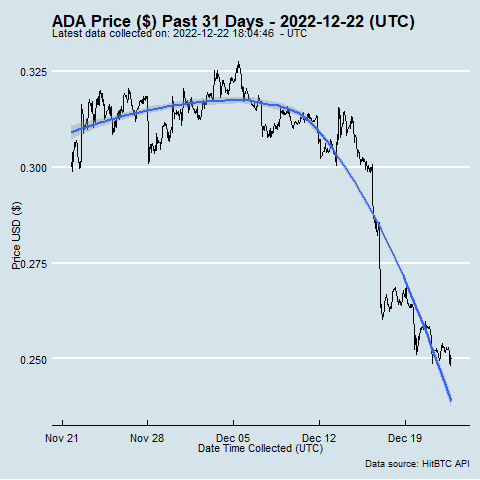 ADA Price ($) Past 31 Days - 2022-12-22 (UTC)
Latest data collected on: 2022-12-22 18:04:46 - UTC
0.325
0.300
0.275
0.250
Price USD ($)
Nov 21
Nov 28
Dec 05
Dec 12
Dec 19
Date Time Collected (UTC)
Data source: HitBTC API